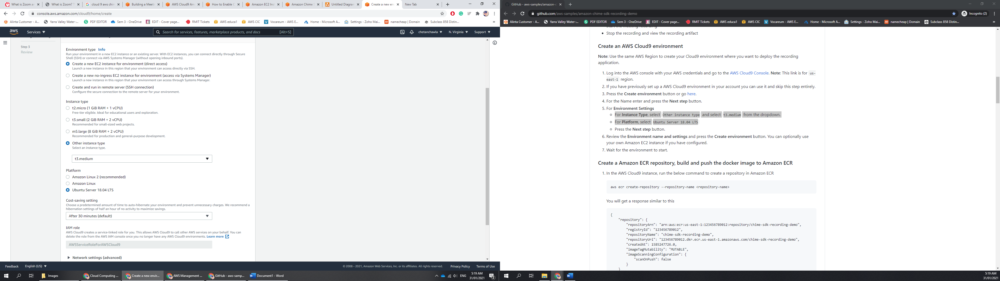 What is Zoom an
What is Zoom? T
cloud 9 aws chim
Building a Meeti
AWS Cloud9 Am
How to Enable C
Amazon EC2 Inst
Amazon Chime S
Untitled Diagram
Create a new en
New Tab
console.aws.amazon.com/cloud9/home/create
Alinta Customer - A...
Yarra Valley Water :...
PDF EDITOR
Sem 3 - OneDrive
EDIT - Cover page...
RMIT Tickets
AWS educa1
AWS CIC
Vocareum - AWS E...
Home - Microsoft A...
Settings - Zoho Mai...
namecheap | Domain
Subclass 858 Distin...
aws
Services
Search for services, features, marketplace products, and docs
[Alt+S]
chetanchawla
N. Virginia
Support
Step 3
Review
Environment type Info
Run your environment in a new EC2 instance or an existing server. With EC2 instances, you can connect directly through Secure
Shell (SSH) or connect via AWS Systems Manager (without opening inbound ports).
Create a new EC2 instance for environment (direct access)
Launch a new instance in this region that your environment can access directly via SSH.
Create a new no-ingress EC2 instance for environment (access via Systems Manager)
Launch a new instance in this region that your environment can access through Systems Manager.
Create and run in remote server (SSH connection)
Configure the secure connection to the remote server for your environment.
Instance type
t2.micro (1 GiB RAM + 1 vCPU)
Free-tier eligible. Ideal for educational users and exploration.
t3.small (2 GiB RAM + 2 vCPU)
Recommended for small-sized web projects.
m5.large (8 GiB RAM + 2 vCPU)
Recommended for production and general-purpose development.
Other instance type
Select an instance type.
t3.medium
Platform
Amazon Linux 2 (recommended)
Amazon Linux
Ubuntu Server 18.04 LTS
Cost-saving setting
Choose a predetermined amount of time to auto-hibernate your environment and prevent unnecessary charges. We recommend a
hibernation settings of half an hour of no activity to maximize savings.
After 30 minutes (default)
IAM role
AWS Cloud9 creates a service-linked role for you. This allows AWS Cloud9 to call other AWS services on your behalf. You can
delete the role from the AWS IAM console once you no longer have any AWS Cloud9 environments. Learn more
AWSServiceRoleForAWSCloud9
Network settings (advanced)
Feedback
English (US)
© 2008 - 2021, Amazon Web Services, Inc. or its affiliates. All rights reserved.
Privacy Policy
Terms of Use
Images
Cloud Computing ...
Create a new envir...
AWS Management ...
GitHub - aws-samp...
Document1 - Word
ENG
5:19 AM
31/01/2021
2
GitHub - aws-samples/amazon-c
github.com/aws-samples/amazon-chime-sdk-recording-demo
Incognito (2)
Alinta Customer - A...
Yarra Valley Water :...
PDF EDITOR
Sem 3 - OneDrive
EDIT - Cover page...
RMIT Tickets
AWS educa1
AWS CIC
Vocareum - AWS E...
Home - Microsoft A...
Settings - Zoho Mai...
namecheap | Domain
Subclass 858 Distin...
Start the meeting recording
Stop the recording and view the recording artifact
Create an AWS Cloud9 environment
Note: Use the same AWS Region to create your Cloud9 environment where you want to deploy the recording
application.
1. Log into the AWS console with your AWS credentials and go to the AWS Cloud9 Console. Note: This link is for us-
east-1 region.
2. If you have previously set up a AWS Cloud9 environment in your account you can use it and skip this step entirely.
3. Press the Create environment button or go here.
4. For the Name enter and press the Next step button.
5. For Environment Settings
For Instance Type, select Other instance type and select t3.medium from the dropdown.
For Platform, select Ubuntu Server 18.04 LTS
Press the Next step button.
6. Review the Environment name and settings and press the Create environment button. You can optionally use
your own Amazon EC2 instance if you have configured.
7. Wait for the environment to start.
Create a Amazon ECR repository, build and push the docker image to Amazon ECR
1. In the AWS Cloud9 instance, run the below command to create a repository in Amazon ECR
aws ecr create-repository --repository-name <repository-name>
You will get a response similar to this
{
"repository": {
"repositoryArn": "arn:aws:ecr:us-east-1:123456789012:repository/chime-sdk-recording-demo",
"registryId": "123456789012",
"repositoryName": "chime-sdk-recording-demo",
"repositoryUri": "123456789012.dkr.ecr.us-east-1.amazonaws.com/chime-sdk-recording-demo",
"createdAt": 1585247726.0,
"imageTagMutability": "MUTABLE",
"imageScanningConfiguration": {
"scanOnPush": false
}
}
5:19 AM
31/01/2021